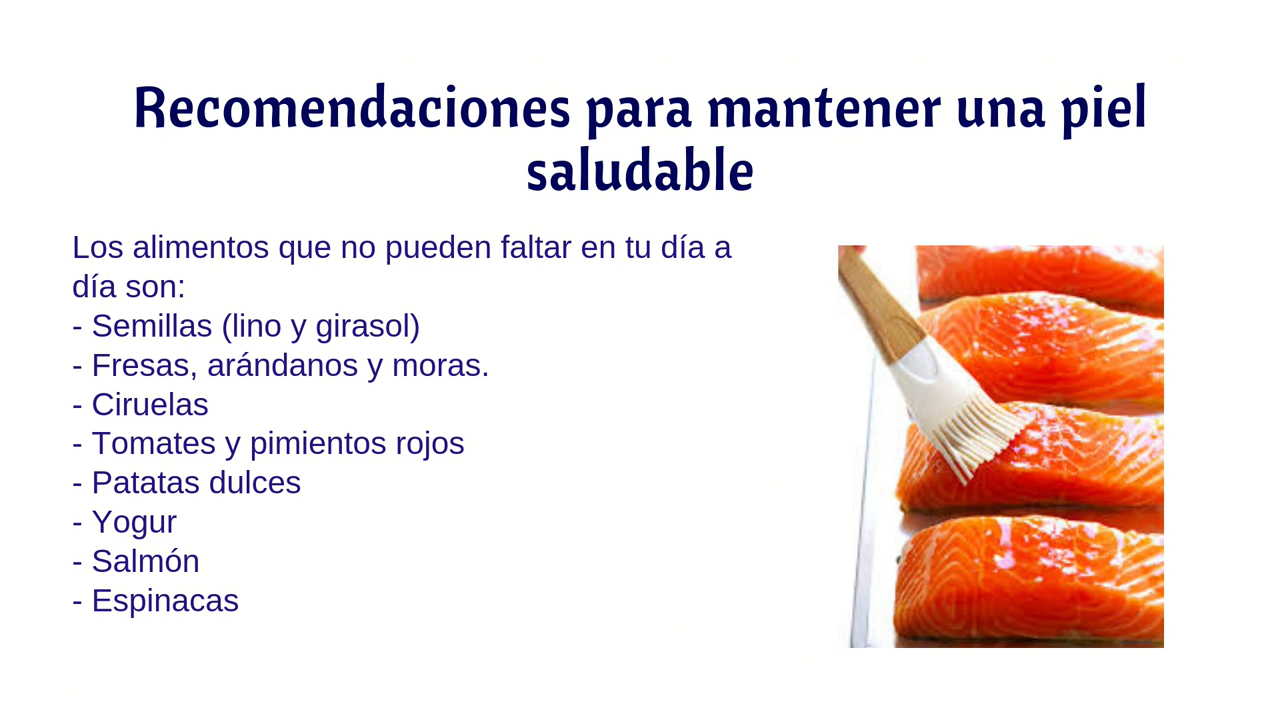 Recomendaciones para mantener una piel
saludable
Los alimentos que no pueden faltar en tu día a
día son:
- Semillas (lino y girasol)
- Fresas, arándanos y moras.
- Ciruelas
- Tomates y pimientos rojos
- Patatas dulces
- Yogur
- Salmón
- Espinacas